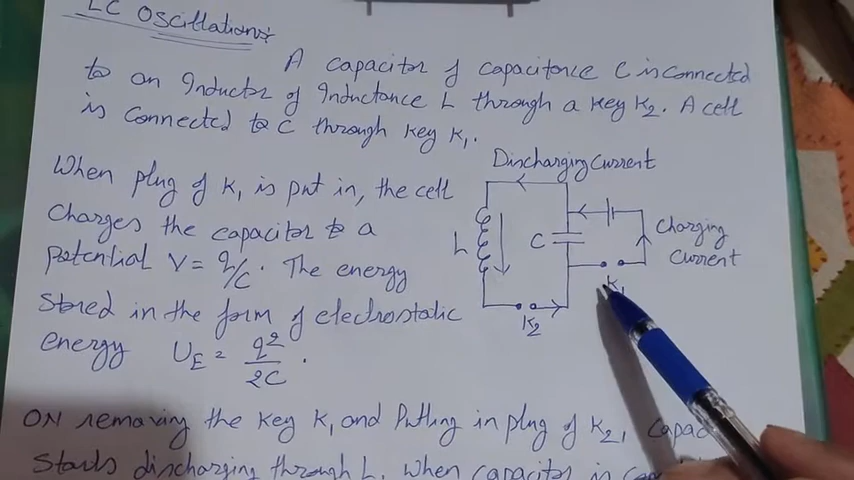 LC Oscillations:
A capacitor of capacitance C is connected
to an Inductor of Inductance L through a Key K2. A cell
is connected to C through key K1.
When plug of K1 is put in, the cell
charges the capacitor to a
potential V = q/C. The energy
stored in the form of electrostatic
energy UE = q²/2C.
Discharging Current
L
C
Charging
Current
K1
K2
ON removing the key K1 and Putting in plug of K2, capac
starts discharging through L. When capacitor is